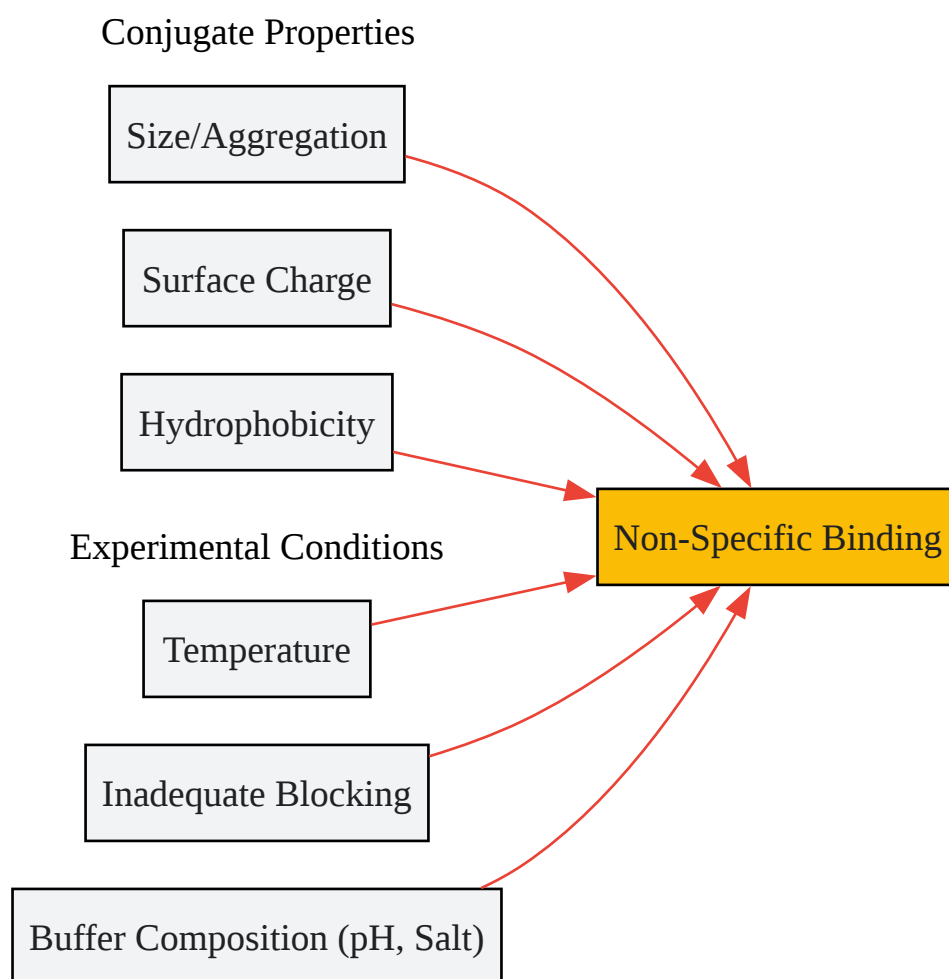 Conjugate Properties
Size/Aggregation
Surface Charge
Hydrophobicity
Non-Specific Binding
Experimental Conditions
Temperature
Inadequate Blocking
Buffer Composition (pH, Salt)